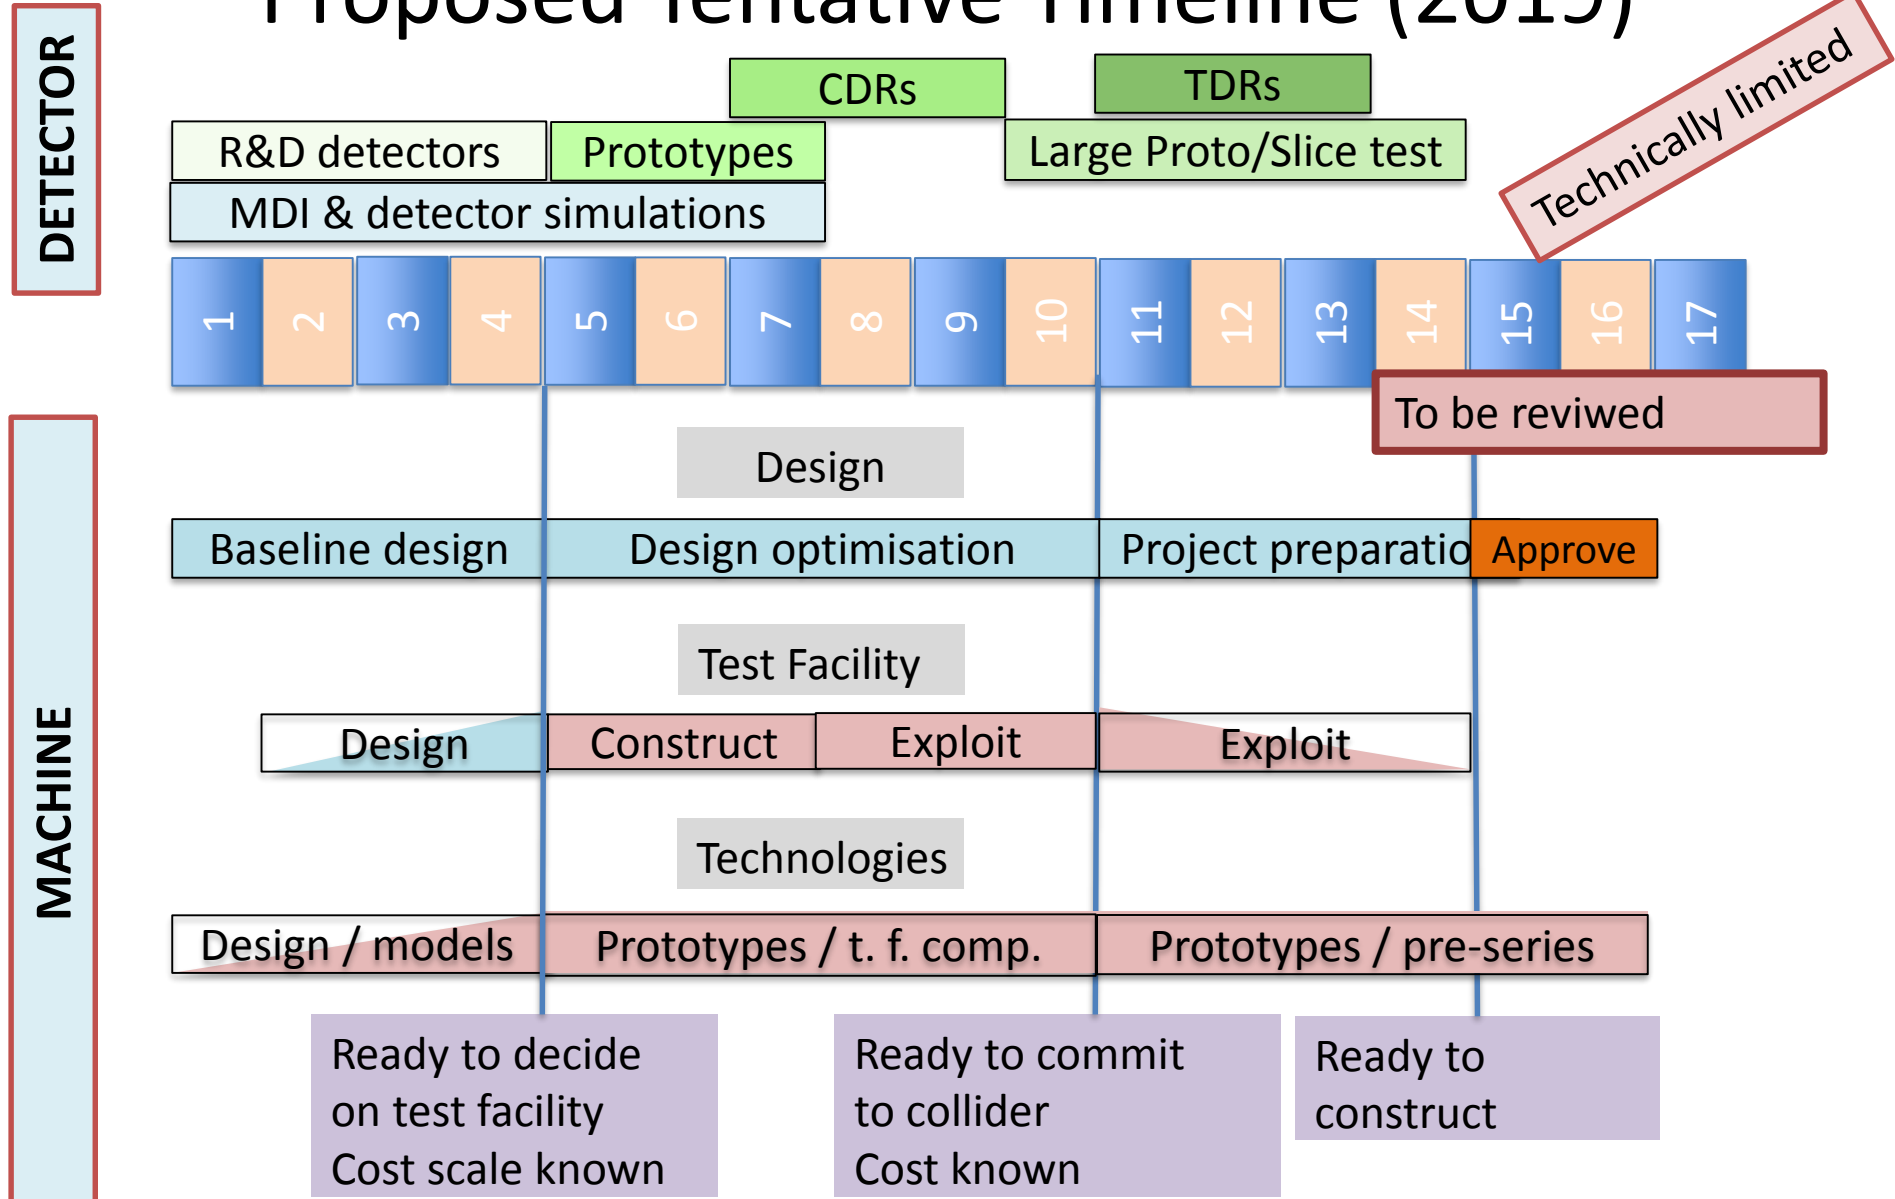 Proposed Tentative Timeline (2019)
DETECTOR
Technically limited
CDRs
TDRs
R&D detectors
Prototypes
Large Proto/Slice test
MDI & detector simulations
1 2 3 4 5 6 7 8 9 10 11 12 13 14 15 16 17
To be reviwed
MACHINE
Design
Baseline design
Design optimisation
Project preparatio
Approve
Test Facility
Design
Construct
Exploit
Exploit
Technologies
Design / models
Prototypes / t. f. comp.
Prototypes / pre-series
Ready to decide
on test facility
Cost scale known
Ready to commit
to collider
Cost known
Ready to
construct